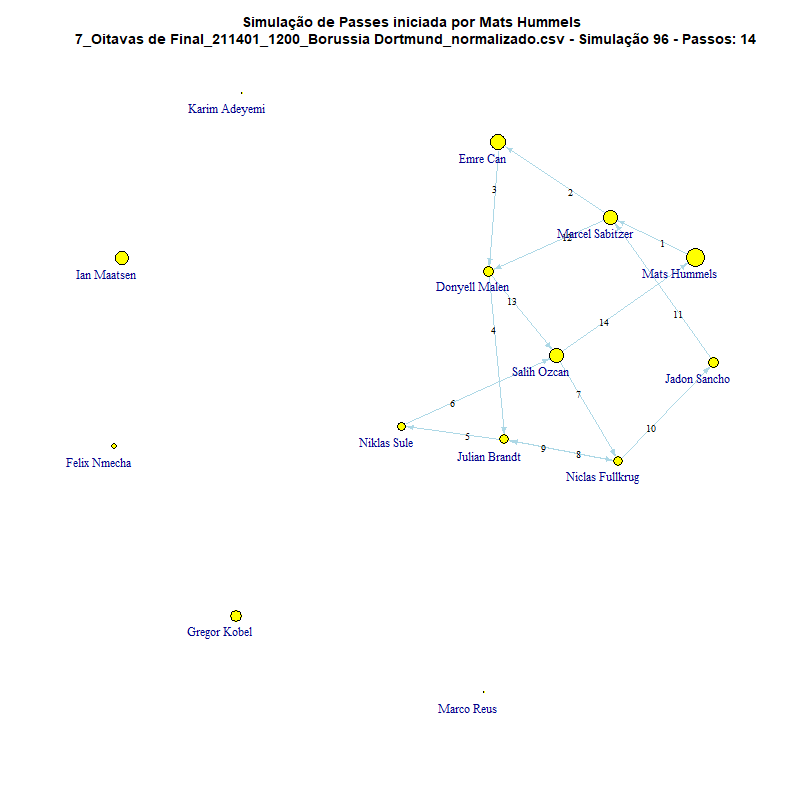 Simulação de Passes iniciada por Mats Hummels
7_Oitavas de Final_211401_1200_Borussia Dortmund_normalizado.csv - Simulação 96 - Passos: 14
Karim Adeyemi
Emre Can
3
2
Marcel Sabitzer
12
1
Ian Maatsen
Mats Hummels
Donyell Malen
13
11
14
4
Salih Ozcan
Jadon Sancho
7
6
10
5
Niklas Sule
9
8
Julian Brandt
Felix Nmecha
Niclas Fullkrug
Gregor Kobel
Marco Reus